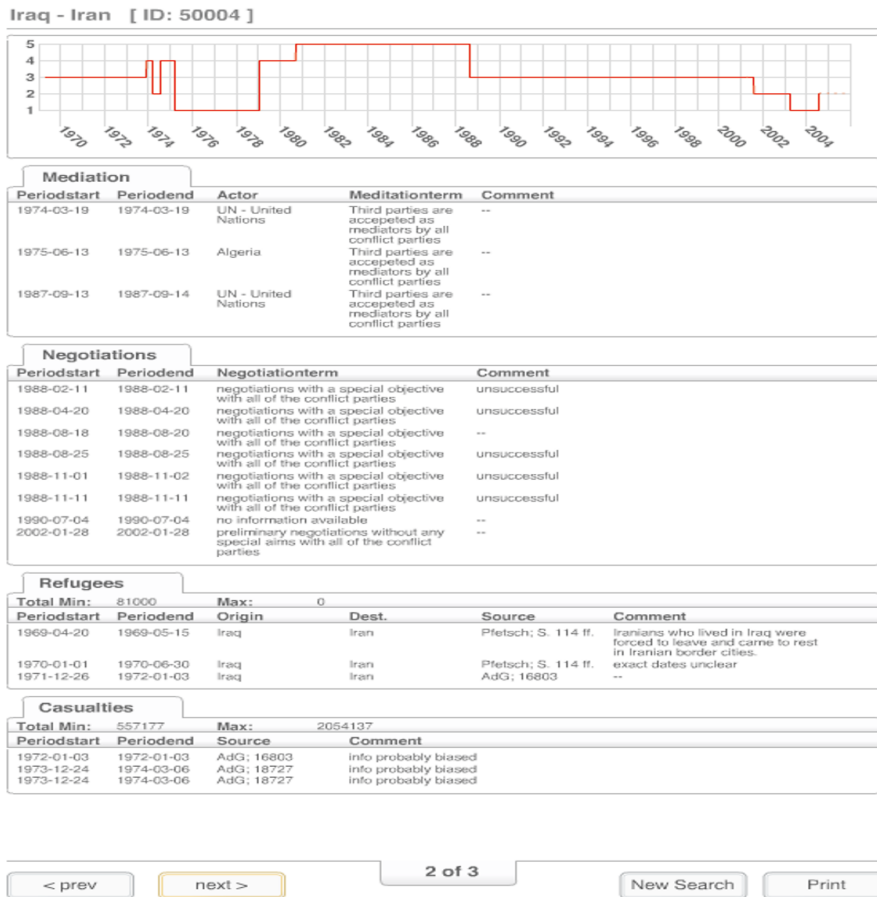 Iraq - Iran [ ID: 50004 ]
5
4
3
2
1
1970 1972 1974 1976 1978 1980 1982 1984 1986 1988 1990 1992 1994 1996 1998 2000 2002 2004
Mediation
Periodstart Periodend Actor Meditationterm Comment
1974-03-19 1974-03-19 UN - United Third parties are --
Nations accepeted as
mediators by all
conflict parties
1975-06-13 1975-06-13 Algeria Third parties are --
accepeted as
mediators by all
conflict parties
1987-09-13 1987-09-14 UN - United Third parties are --
Nations accepeted as
mediators by all
conflict parties
Negotiations
Periodstart Periodend Negotiationterm Comment
1988-02-11 1988-02-11 negotiations with a special objective unsuccessful
with all of the conflict parties
1988-04-20 1988-04-20 negotiations with a special objective unsuccessful
with all of the conflict parties
1988-08-18 1988-08-20 negotiations with a special objective --
with all of the conflict parties
1988-08-25 1988-08-25 negotiations with a special objective unsuccessful
with all of the conflict parties
1988-11-01 1988-11-02 negotiations with a special objective unsuccessful
with all of the conflict parties
1988-11-11 1988-11-11 negotiations with a special objective unsuccessful
with all of the conflict parties
1990-07-04 1990-07-04 no information available --
2002-01-28 2002-01-28 preliminary negotiations without any --
special aims with all of the conflict
parties
Refugees
Total Min: 81000 Max: 0
Periodstart Periodend Origin Dest. Source Comment
1969-04-20 1969-05-15 Iraq Iran Pfetsch; S. 114 ff. Iranians who lived in Iraq were
forced to leave and came to rest
in Iranian border cities.
1970-01-01 1970-06-30 Iraq Iran Pfetsch; S. 114 ff. exact dates unclear
1971-12-26 1972-01-03 Iraq Iran AdG; 16803 --
Casualties
Total Min: 557177 Max: 2054137
Periodstart Periodend Source Comment
1972-01-03 1972-01-03 AdG; 16803 info probably biased
1973-12-24 1974-03-06 AdG; 18727 info probably biased
1973-12-24 1974-03-06 AdG; 18727 info probably biased
2 of 3
< prev next > New Search Print